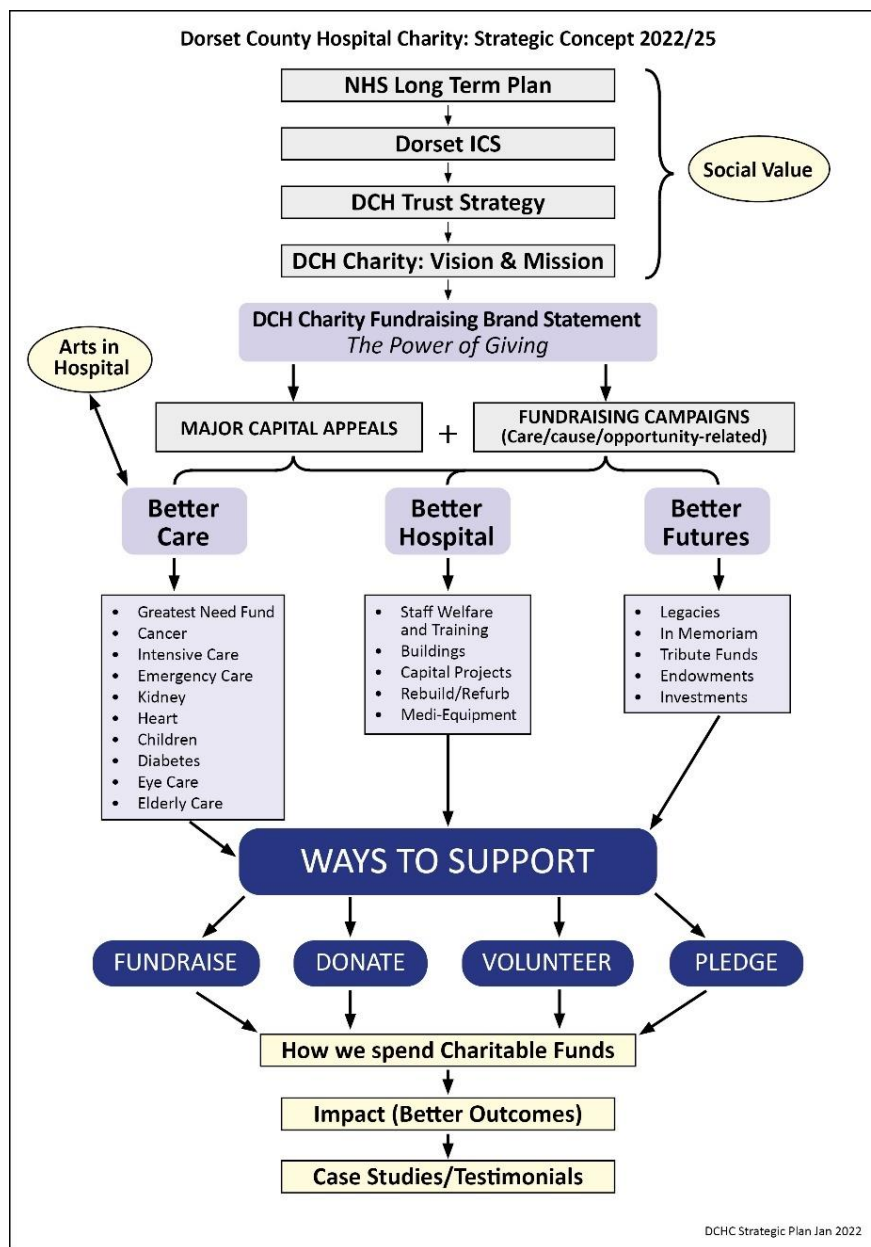 Dorset County Hospital Charity: Strategic Concept 2022/25
NHS Long Term Plan
Dorset ICS
Social Value
DCH Trust Strategy
DCH Charity: Vision & Mission
DCH Charity Fundraising Brand Statement
The Power of Giving
Arts in
Hospital
MAJOR CAPITAL APPEALS
+
FUNDRAISING CAMPAIGNS
(Care/cause/opportunity-related)
Better
Care
Better
Hospital
Better
Futures
• Greatest Need Fund
• Cancer
• Intensive Care
• Emergency Care
• Kidney
• Heart
• Children
• Diabetes
• Eye Care
• Elderly Care
• Staff Welfare
and Training
• Buildings
• Capital Projects
• Rebuild/Refurb
• Medi-Equipment
• Legacies
• In Memoriam
• Tribute Funds
• Endowments
• Investments
WAYS TO SUPPORT
FUNDRAISE
DONATE
VOLUNTEER
PLEDGE
How we spend Charitable Funds
Impact (Better Outcomes)
Case Studies/Testimonials
DCHC Strategic Plan Jan 2022